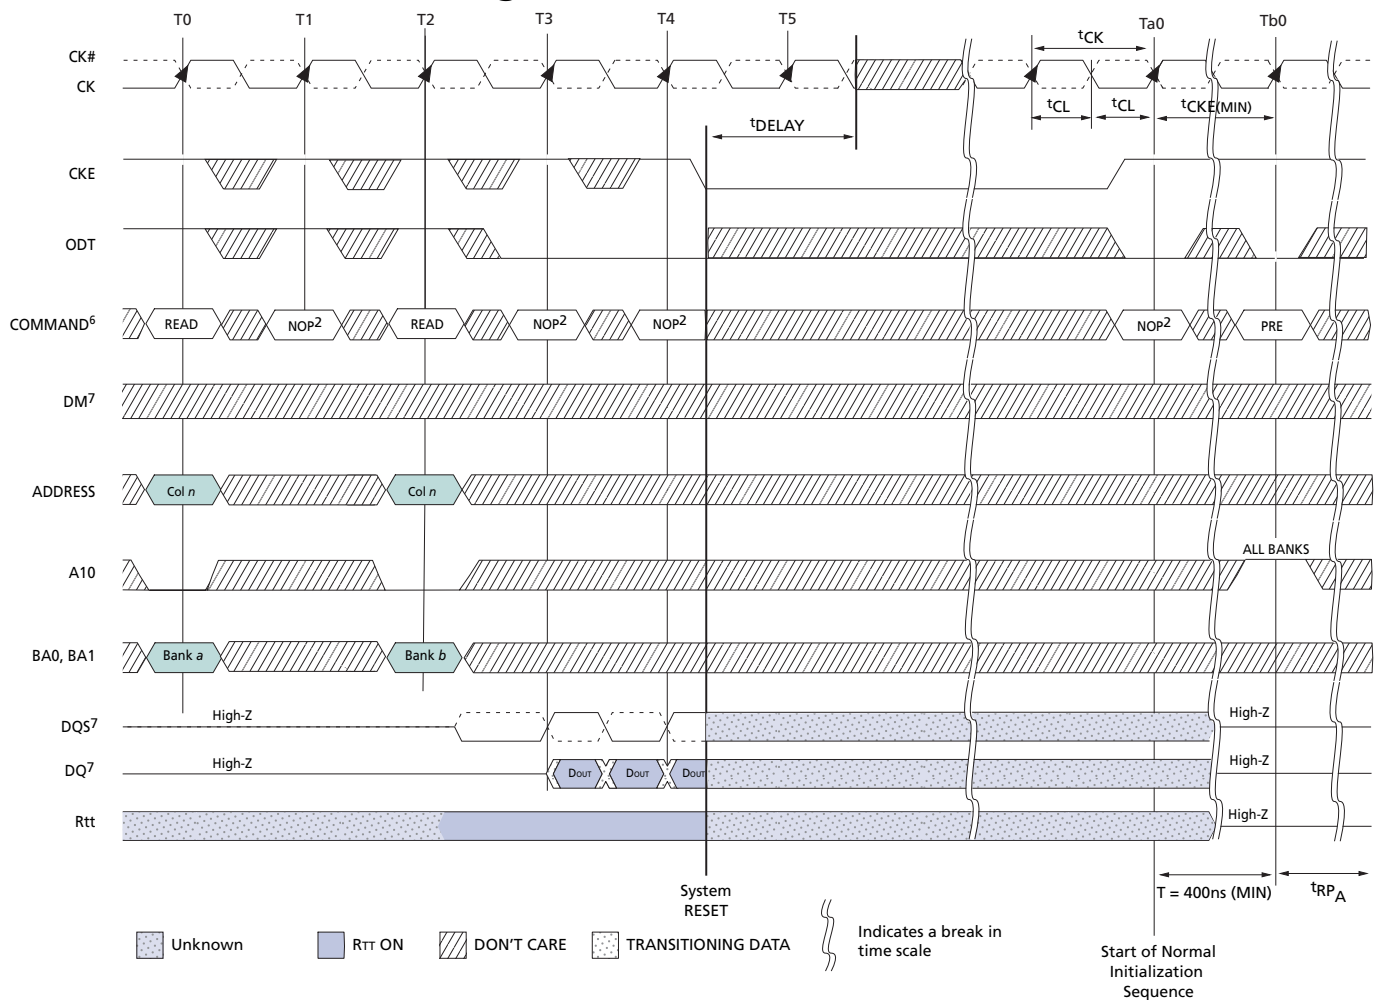 T0 T1 T2 T3 T4 T5 Ta0 Tb0
CK#
CK
tCK
tCL tCL tCKE(MIN)
tDELAY
CKE
ODT
COMMAND6 READ NOP2 READ NOP2 NOP2 NOP2 PRE
DM7
ADDRESS Col n Col n
A10 ALL BANKS
BA0, BA1 Bank a Bank b
DQS7 High-Z High-Z
DQ7 High-Z DOUT DOUT DOUT High-Z
Rtt High-Z
T = 400ns (MIN) tRPA
System
RESET
Unknown RTT ON DON'T CARE TRANSITIONING DATA
Indicates a break in
time scale
Start of Normal
Initialization
Sequence